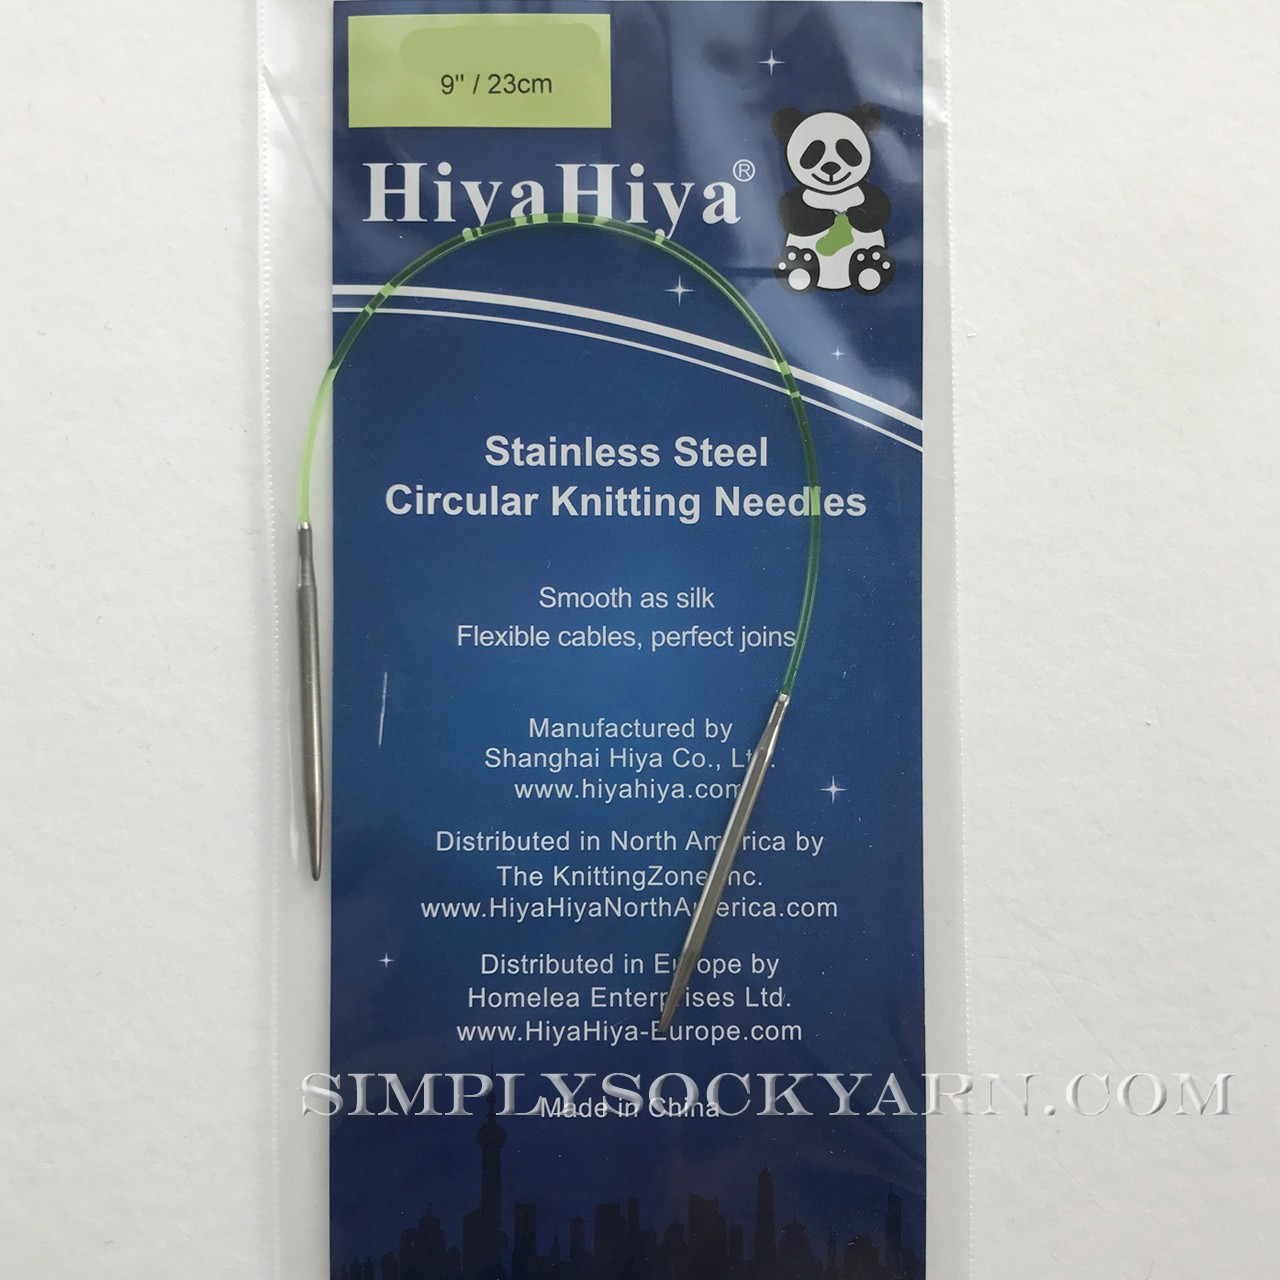 9" / 23cm
HiyaHiya®
Stainless Steel
Circular Knitting Needles
Smooth as silk
Flexible cables, perfect joins
Manufactured by
Shanghai Hiya Co., Ltd.
www.hiyahiya.com
Distributed in North America by
The KnittingZone Inc.
www.HiyaHiyaNorthAmerica.com
Distributed in Europe by
Homelea Enterprises Ltd.
www.HiyaHiya-Europe.com
SIMPLYSOCKYARN.COM
Made in China